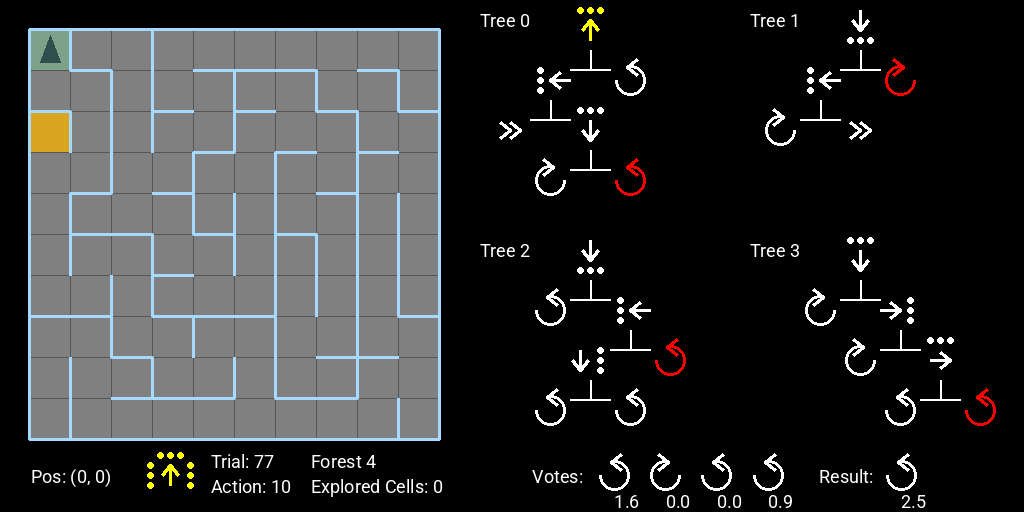 Tree 0
Tree 1
Tree 2
Tree 3
Pos: (0, 0)
Trial: 77
Forest 4
Action: 10
Explored Cells: 0
Votes:
1.6
0.0
0.0
0.9
Result:
2.5